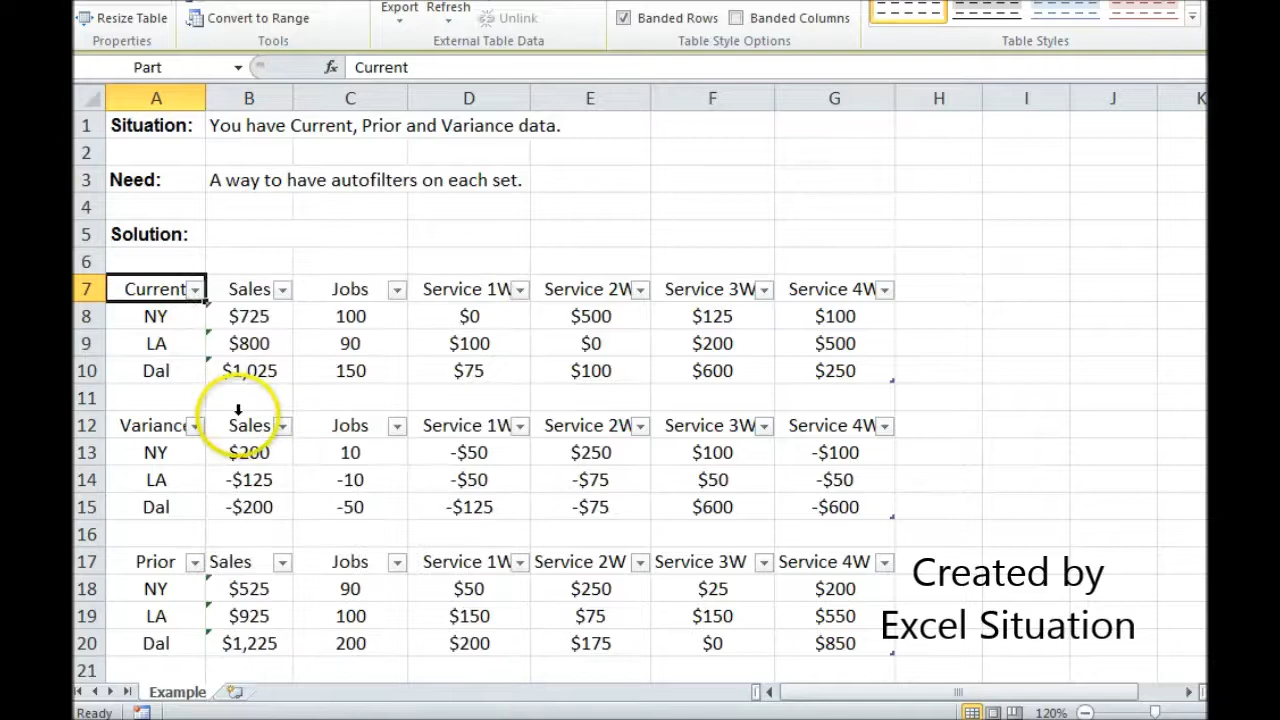 Resize Table Convert to Range Export Refresh Unlink Banded Rows Banded Columns
Properties Tools External Table Data Table Style Options Table Styles
Part fx Current
A B C D E F G H I J K
1 Situation: You have Current, Prior and Variance data.
2
3 Need: A way to have autofilters on each set.
4
5 Solution:
6
7 Current Sales Jobs Service 1W Service 2W Service 3W Service 4W
8 NY $725 100 $0 $500 $125 $100
9 LA $800 90 $100 $0 $200 $500
10 Dal $1,025 150 $75 $100 $600 $250
11
12 Variance Sales Jobs Service 1W Service 2W Service 3W Service 4W
13 NY $200 10 -$50 $250 $100 -$100
14 LA -$125 -10 -$50 -$75 $50 -$50
15 Dal -$200 -50 -$125 -$75 $600 -$600
16
17 Prior Sales Jobs Service 1W Service 2W Service 3W Service 4W
18 NY $525 90 $50 $250 $25 $200
19 LA $925 100 $150 $75 $150 $550
20 Dal $1,225 200 $200 $175 $0 $850
21
Created by
Excel Situation
Example
Ready 120%